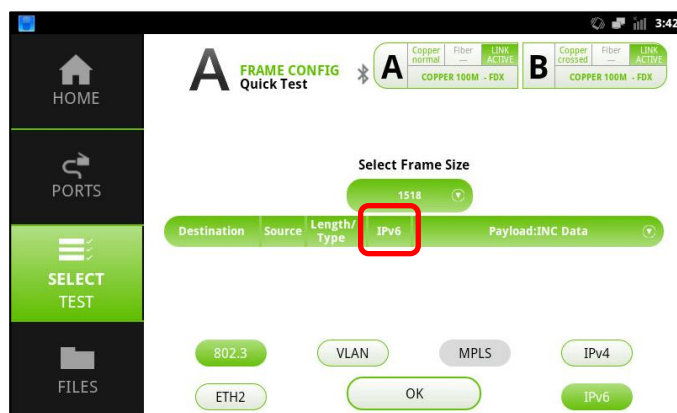 3:42
HOME
PORTS
SELECT
TEST
FILES
A
FRAME CONFIG
Quick Test
A
Copper
normal
Fiber
—
LINK
ACTIVE
COPPER 100M - FDX
B
Copper
crossed
Fiber
—
LINK
ACTIVE
COPPER 100M - FDX
Select Frame Size
1518
Destination Source Length/
Type IPv6 Payload:INC Data
802.3 VLAN MPLS IPv4
ETH2 OK IPv6